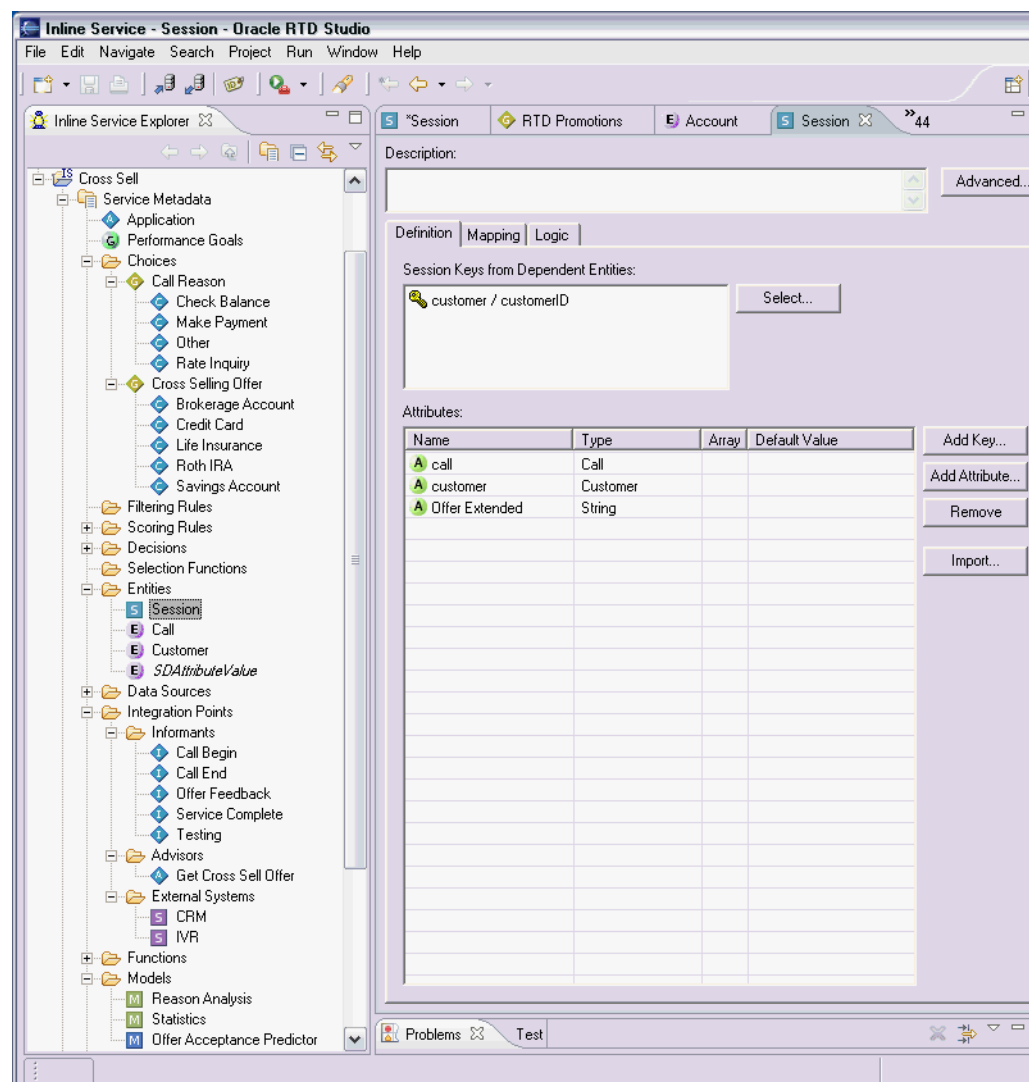 Inline Service - Session - Oracle RTD Studio
File Edit Navigate Search Project Run Window Help
Inline Service Explorer
Cross Sell
Service Metadata
Application
Performance Goals
Choices
Call Reason
Check Balance
Make Payment
Other
Rate Inquiry
Cross Selling Offer
Brokerage Account
Credit Card
Life Insurance
Roth IRA
Savings Account
Filtering Rules
Scoring Rules
Decisions
Selection Functions
Entities
Session
Call
Customer
SDAttributeValue
Data Sources
Integration Points
Informants
Call Begin
Call End
Offer Feedback
Service Complete
Testing
Advisors
Get Cross Sell Offer
External Systems
CRM
IVR
Functions
Models
Reason Analysis
Statistics
Offer Acceptance Predictor
*Session RTD Promotions Account Session »44
Description:
Advanced...
Definition Mapping Logic
Session Keys from Dependent Entities:
customer / customerID
Select...
Attributes:
Name Type Array Default Value
call Call
customer Customer
Offer Extended String
Add Key...
Add Attribute...
Remove
Import...
Problems Test